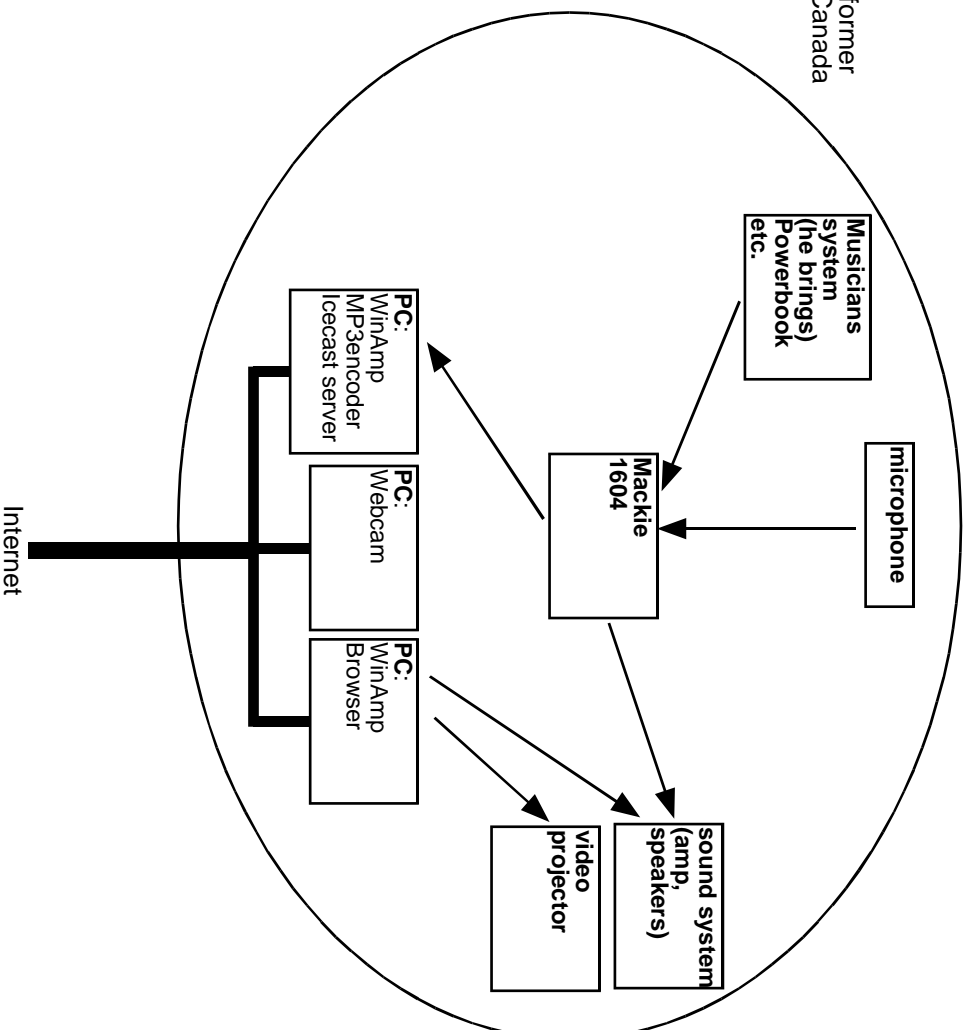 former
Canada
microphone
Musicians
system
(he brings)
Powerbook
etc.
sound system
(amp,
speakers)
Mackie
1604
video
projector
PC:
WinAmp
MP3encoder
Icecast server
PC:
Webcam
PC:
WinAmp
Browser
Internet